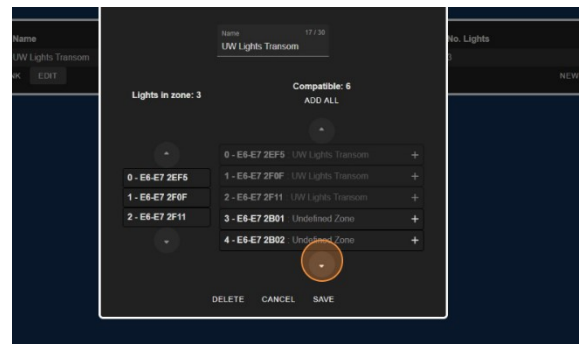 Name
UW Lights Transom
EDIT
No. Lights
3
NEW
Name 17 / 30
UW Lights Transom
Lights in zone: 3
Compatible: 6
ADD ALL
0 - E6-E7 2EF5
1 - E6-E7 2F0F
2 - E6-E7 2F11
0 - E6-E7 2EF5 : UW Lights Transom +
1 - E6-E7 2F0F : UW Lights Transom +
2 - E6-E7 2F11 : UW Lights Transom +
3 - E6-E7 2B01 : Undefined Zone +
4 - E6-E7 2B02 : Undefined Zone +
DELETE CANCEL SAVE